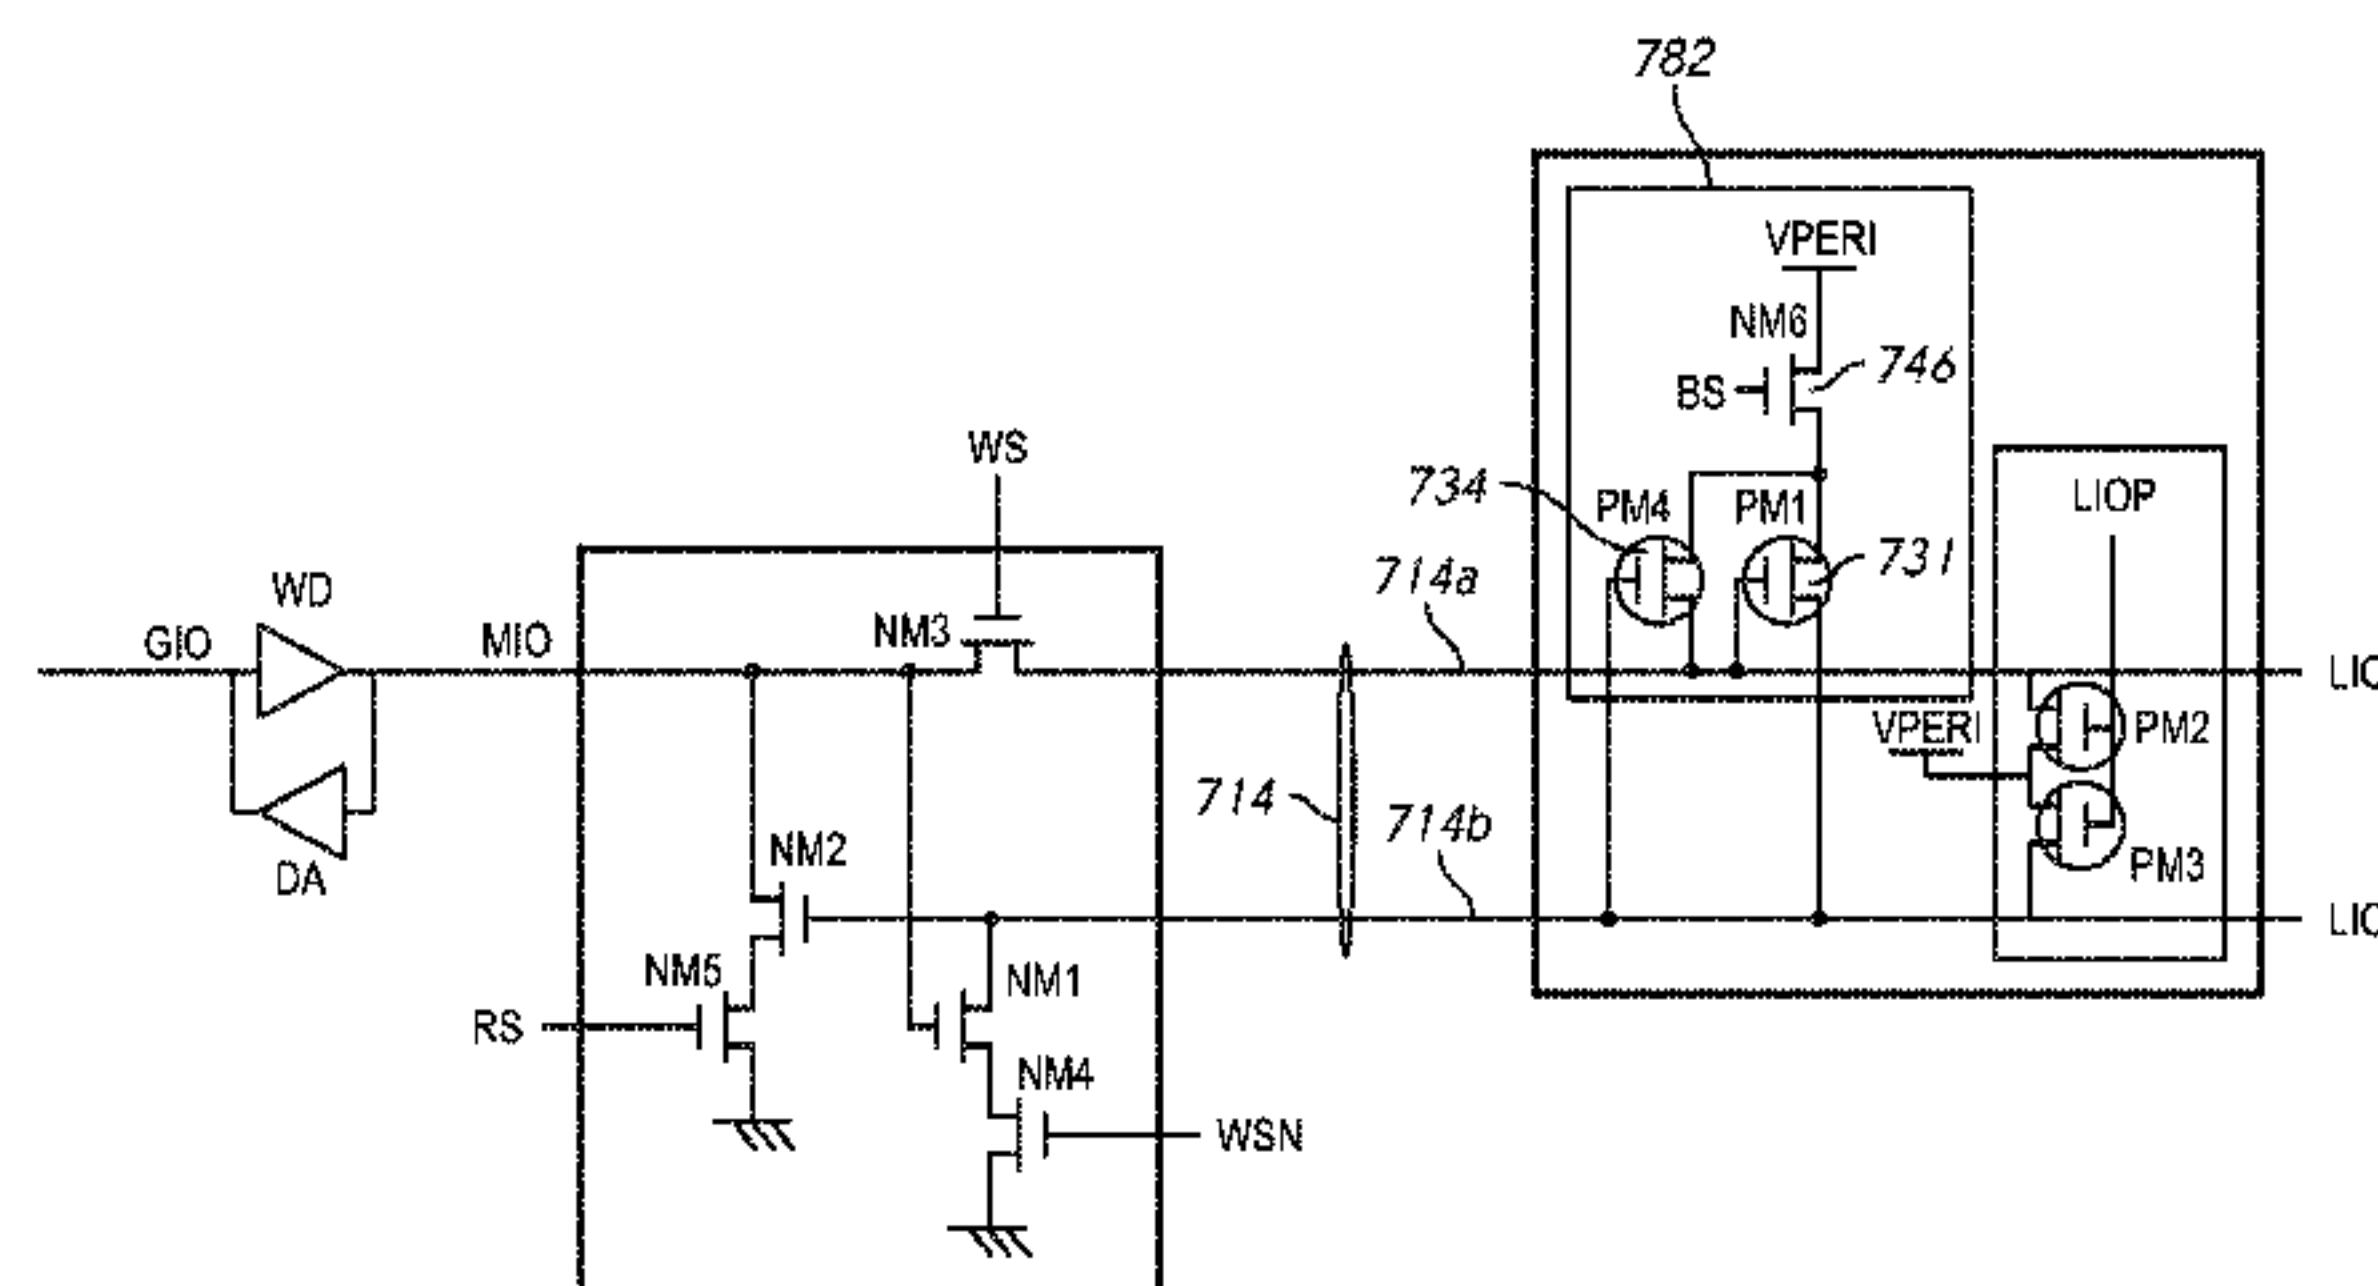 782
VPERI
NM6
746
BS
WS
734
PM4
PM1
LIOP
731
714a
WD
GIO
MIO
NM3
VPERI
PM2
714
714b
NM2
DA
PM3
NM5
NM1
RS
NM4
WSN